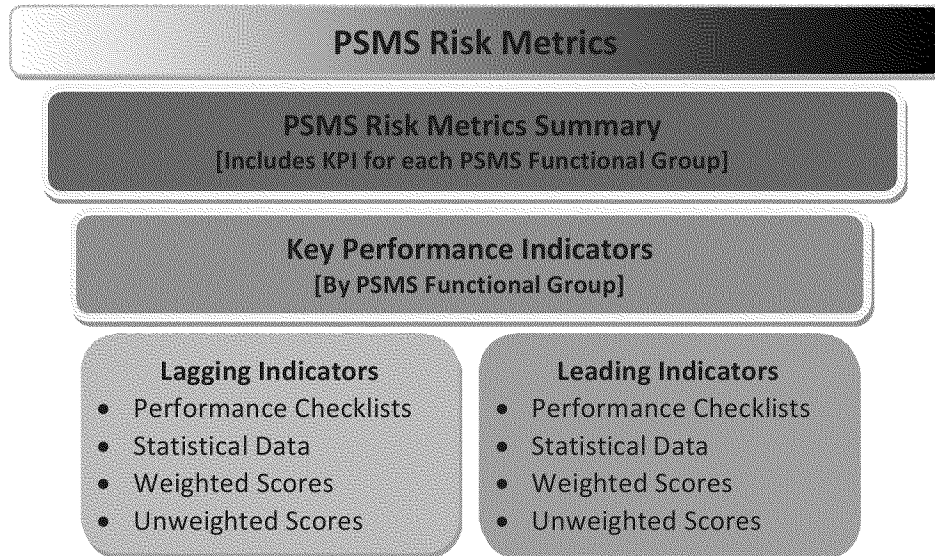 PSMS Risk Metrics
PSMS Risk Metrics Summary
[Includes KPI for each PSMS Functional Group]
Key Performance Indicators
[By PSMS Functional Group]
Lagging Indicators
• Performance Checklists
• Statistical Data
• Weighted Scores
• Unweighted Scores
Leading Indicators
• Performance Checklists
• Statistical Data
• Weighted Scores
• Unweighted Scores